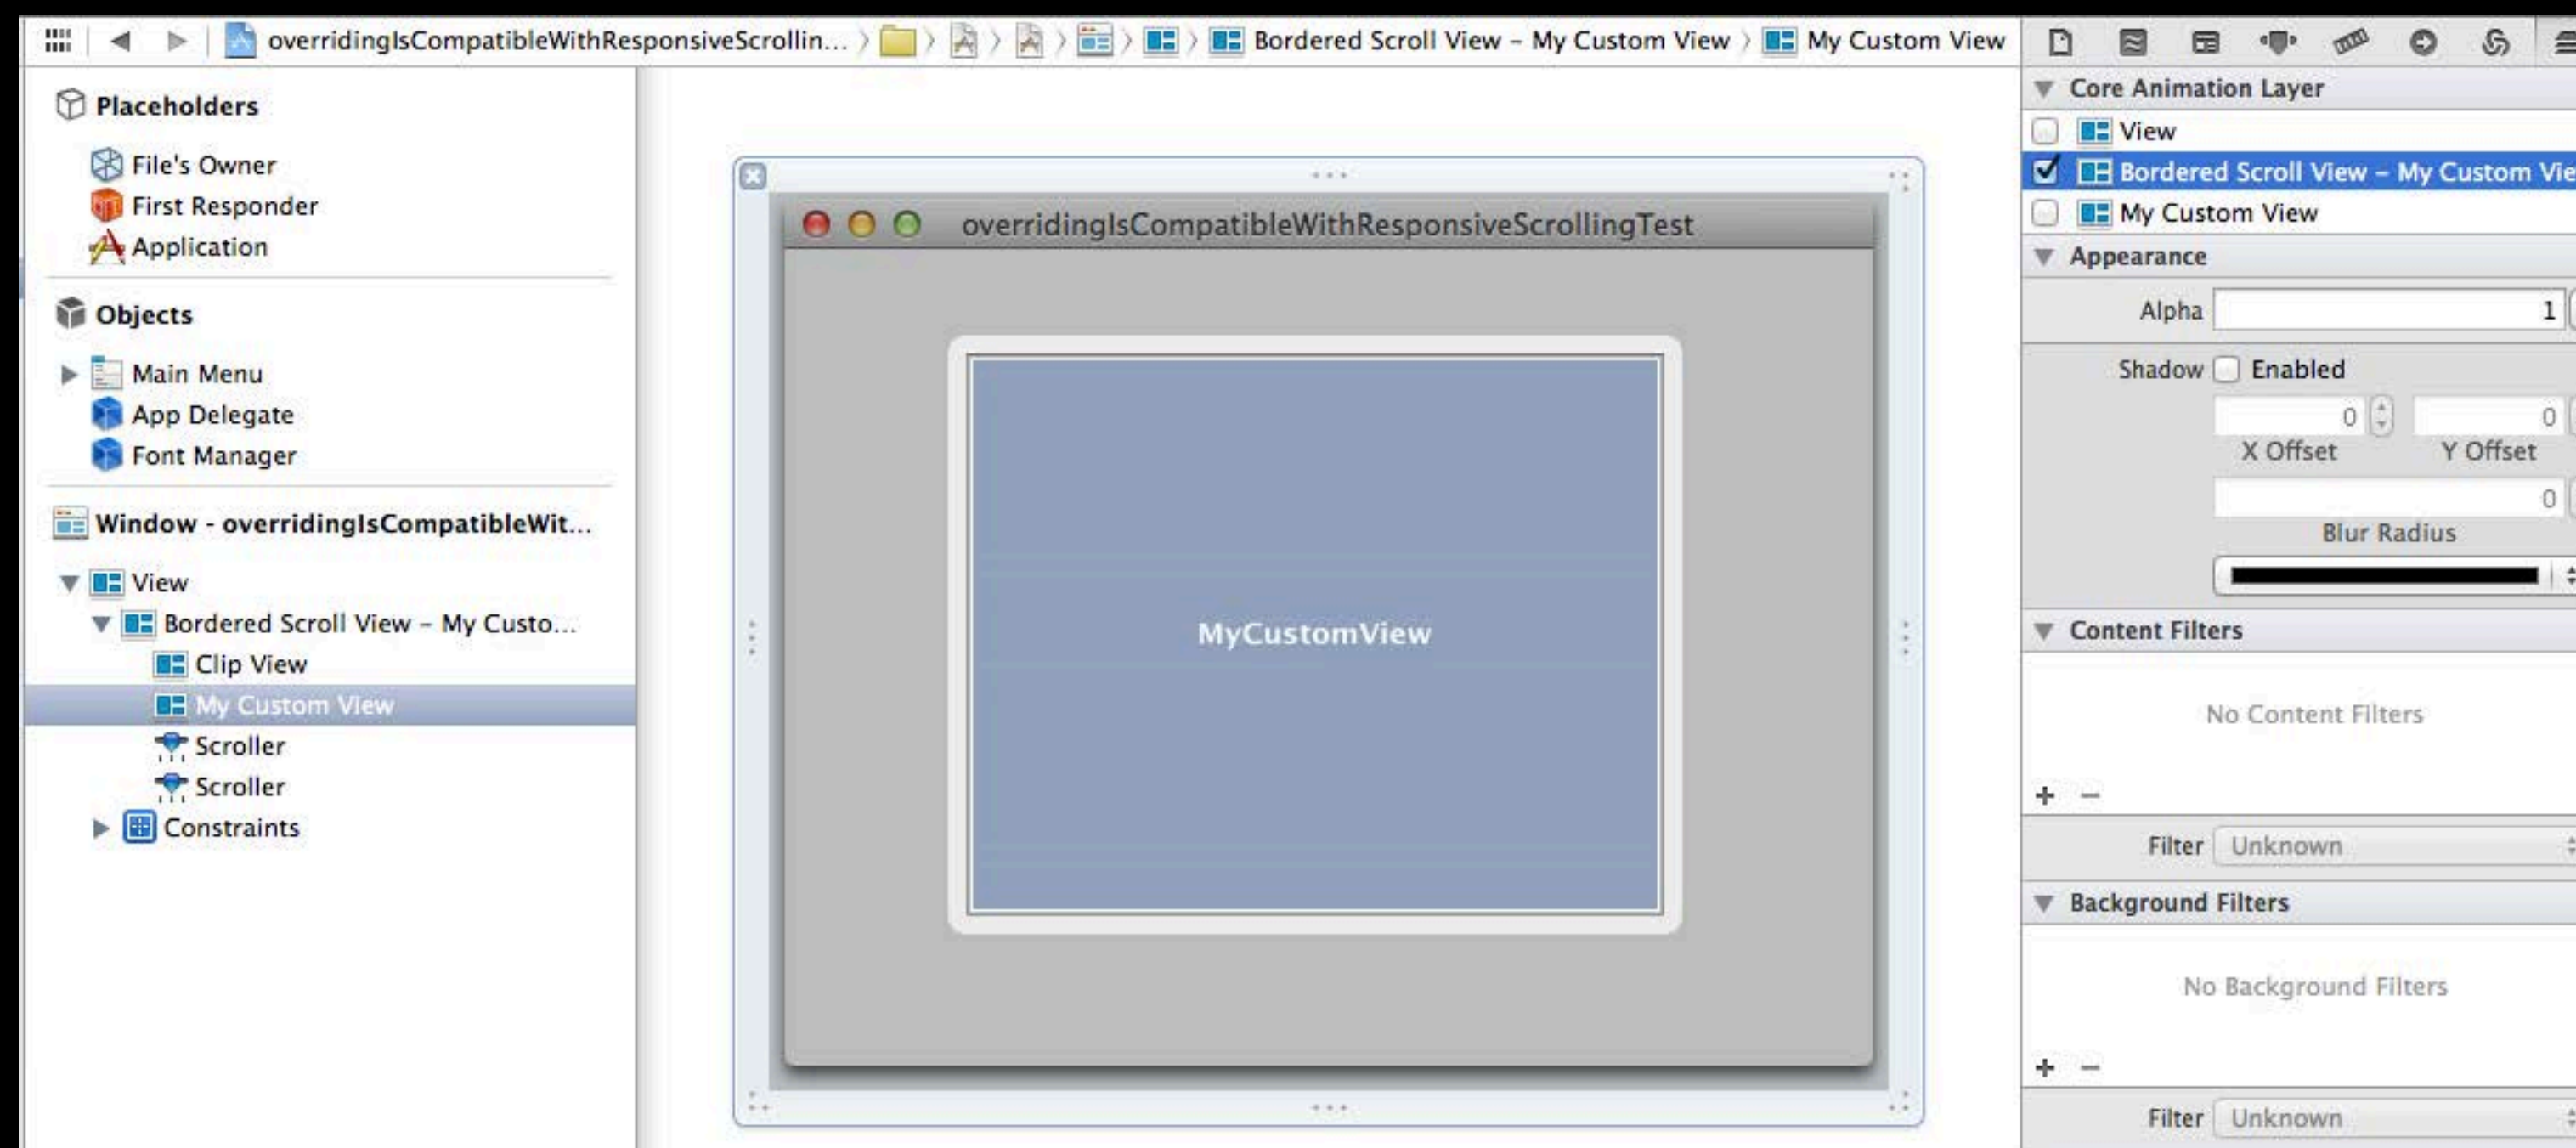 overridingIsCompatibleWithResponsiveScrollin... Bordered Scroll View – My Custom View My Custom View
Placeholders
File's Owner
First Responder
Application
Objects
Main Menu
App Delegate
Font Manager
Window - overridingIsCompatibleWit...
View
Bordered Scroll View – My Custo...
Clip View
My Custom View
Scroller
Scroller
Constraints
overridingIsCompatibleWithResponsiveScrollingTest
MyCustomView
Core Animation Layer
View
Bordered Scroll View – My Custom Vie
My Custom View
Appearance
Alpha 1
Shadow Enabled
0 0
X Offset Y Offset
0
Blur Radius
Content Filters
No Content Filters
Filter Unknown
Background Filters
No Background Filters
Filter Unknown